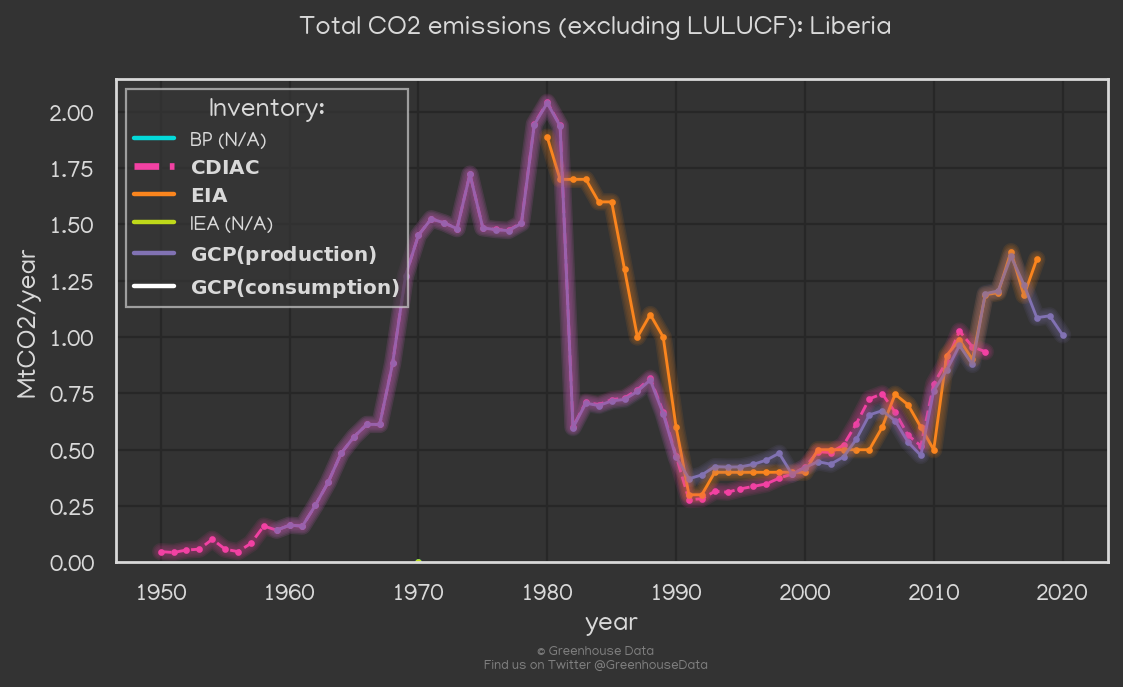 Total CO2 emissions (excluding LULUCF): Liberia
Inventory:
BP (N/A)
CDIAC
EIA
IEA (N/A)
GCP(production)
GCP(consumption)
MtCO2/year
2.00
1.75
1.50
1.25
1.00
0.75
0.50
0.25
0.00
1950 1960 1970 1980 1990 2000 2010 2020
year
© Greenhouse Data
Find us on Twitter @GreenhouseData